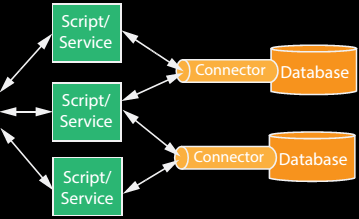 Script/
Service
Connector
Database
Script/
Service
Connector
Database
Script/
Service